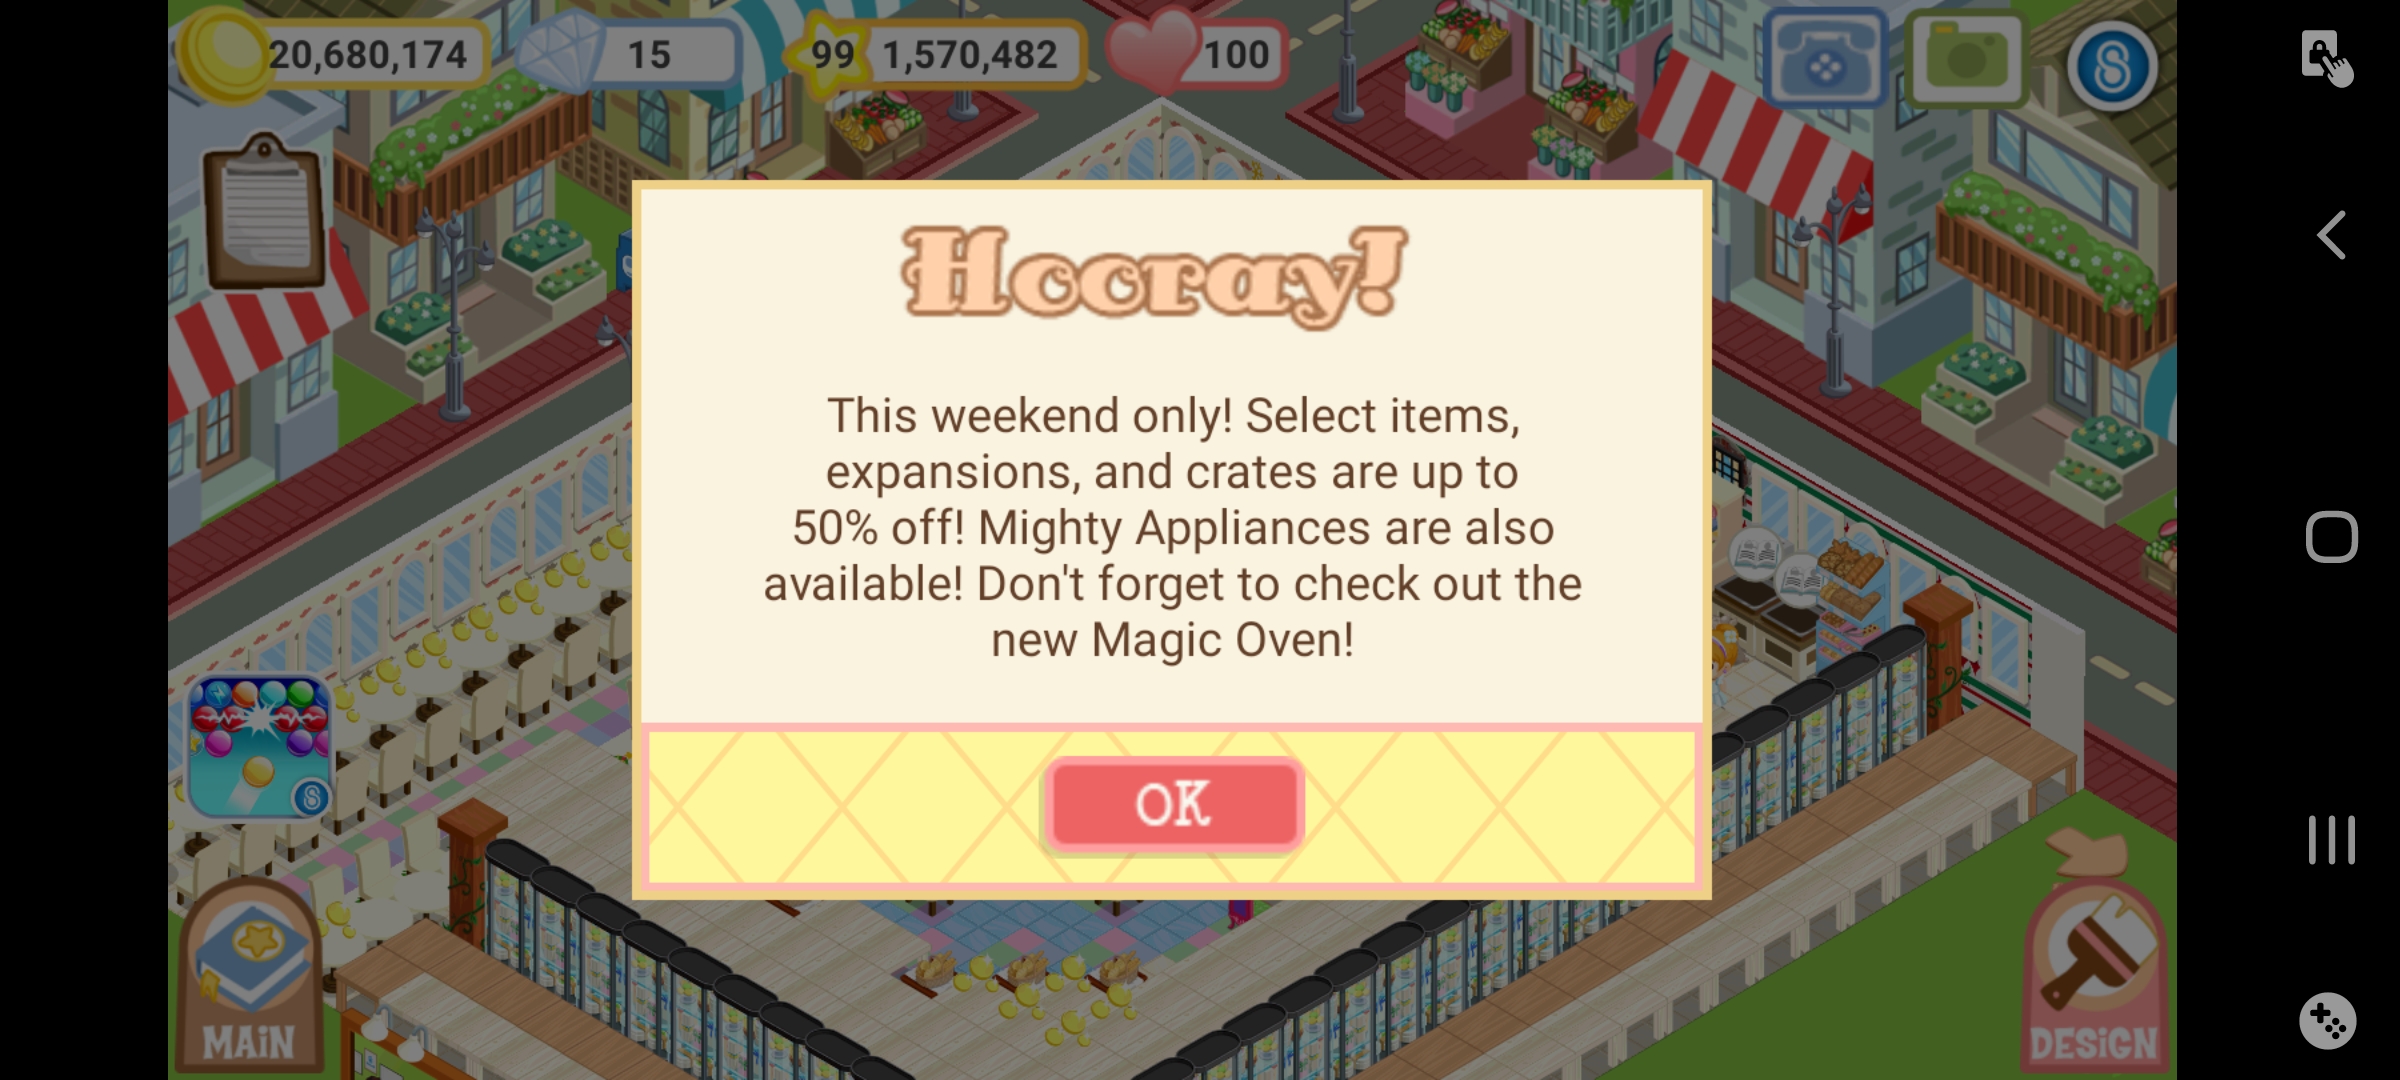 20,680,174
15
99
1,570,482
100
Hooray!
This weekend only! Select items,
expansions, and crates are up to
50% off! Mighty Appliances are also
available! Don't forget to check out the
new Magic Oven!
OK
MAiN
DESiGN